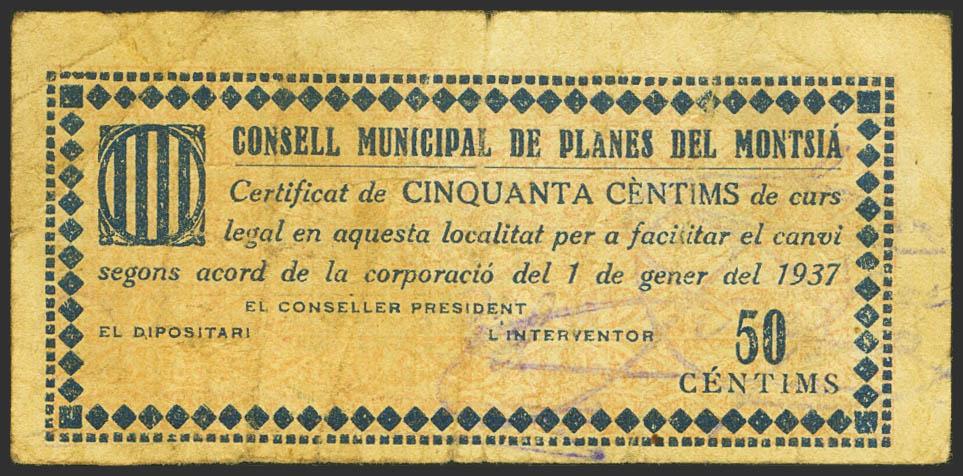 CONSELL MUNICIPAL DE PLANES DEL MONTSIÁ
Certificat de CINQUANTA CÈNTIMS de curs
legal en aquesta localitat per a facilitar el canvi
segons acord de la corporació del 1 de gener del 1937
EL CONSELLER PRESIDENT
EL DIPOSITARI L'INTERVENTOR
50
CÉNTIMS